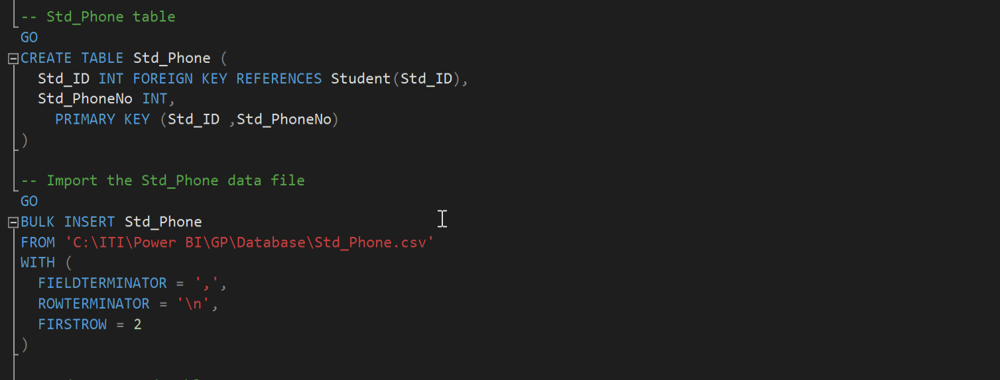 -- Std_Phone table
GO
CREATE TABLE Std_Phone (
Std_ID INT FOREIGN KEY REFERENCES Student(Std_ID),
Std_PhoneNo INT,
PRIMARY KEY (Std_ID ,Std_PhoneNo)
)
-- Import the Std_Phone data file
GO
BULK INSERT Std_Phone
FROM 'C:\ITI\Power BI\GP\Database\Std_Phone.csv'
WITH (
FIELDTERMINATOR = ',',
ROWTERMINATOR = '\n',
FIRSTROW = 2
)